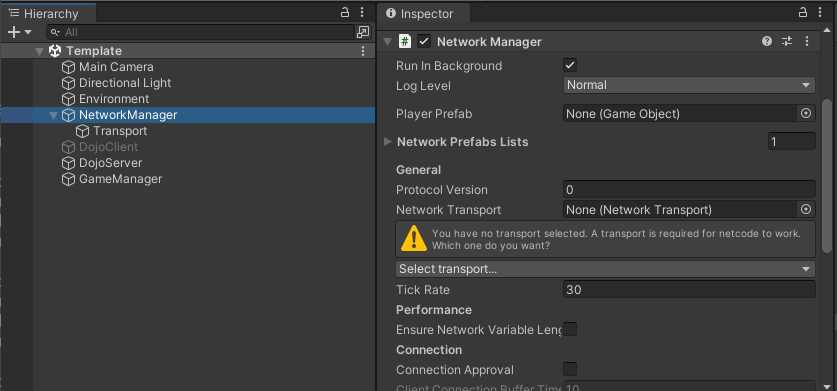 Hierarchy
All
Template
Main Camera
Directional Light
Environment
NetworkManager
Transport
DojoClient
DojoServer
GameManager
Inspector
Network Manager
Run In Background
Log Level Normal
Player Prefab None (Game Object)
Network Prefabs Lists 1
General
Protocol Version 0
Network Transport None (Network Transport)
You have no transport selected. A transport is required for netcode to work.
Which one do you want?
Select transport...
Tick Rate 30
Performance
Ensure Network Variable Leng
Connection
Connection Approval
Client Connection Buffer Time 10